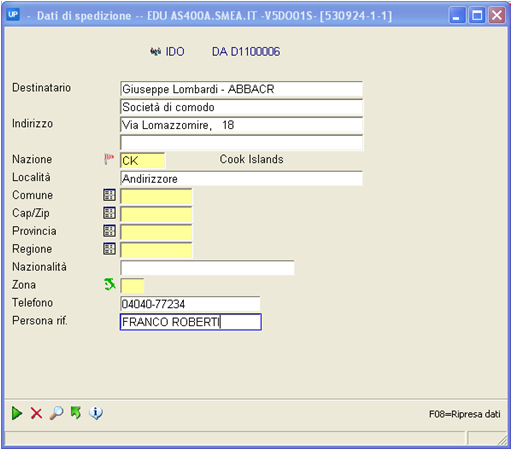 UP - Dati di spedizione -- EDU AS400A.SMEA.IT -V5DO01S- [530924-1-1]
IDO DA D1100006
Destinatario Giuseppe Lombardi - ABBACR
Società di comodo
Indirizzo Via Lomazzomire, 18
Nazione CK Cook Islands
Località Andirizzore
Comune
Cap/Zip
Provincia
Regione
Nazionalità
Zona
Telefono 04040-77234
Persona rif. FRANCO ROBERTI
F08=Ripresa dati